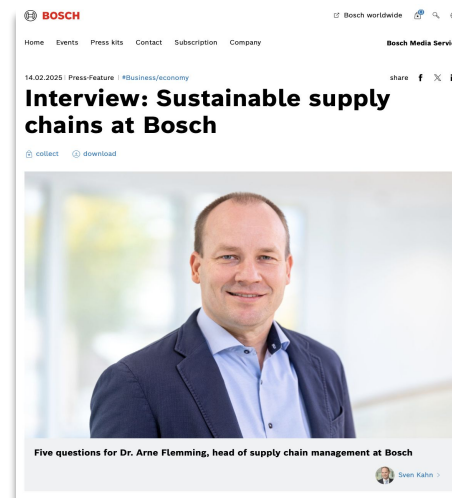 BOSCH
Bosch worldwide
Home Events Press kits Contact Subscription Company
Bosch Media Servi
14.02.2025 Press-Feature #Business/economy
share
Interview: Sustainable supply
chains at Bosch
collect download
Five questions for Dr. Arne Flemming, head of supply chain management at Bosch
Sven Kahn